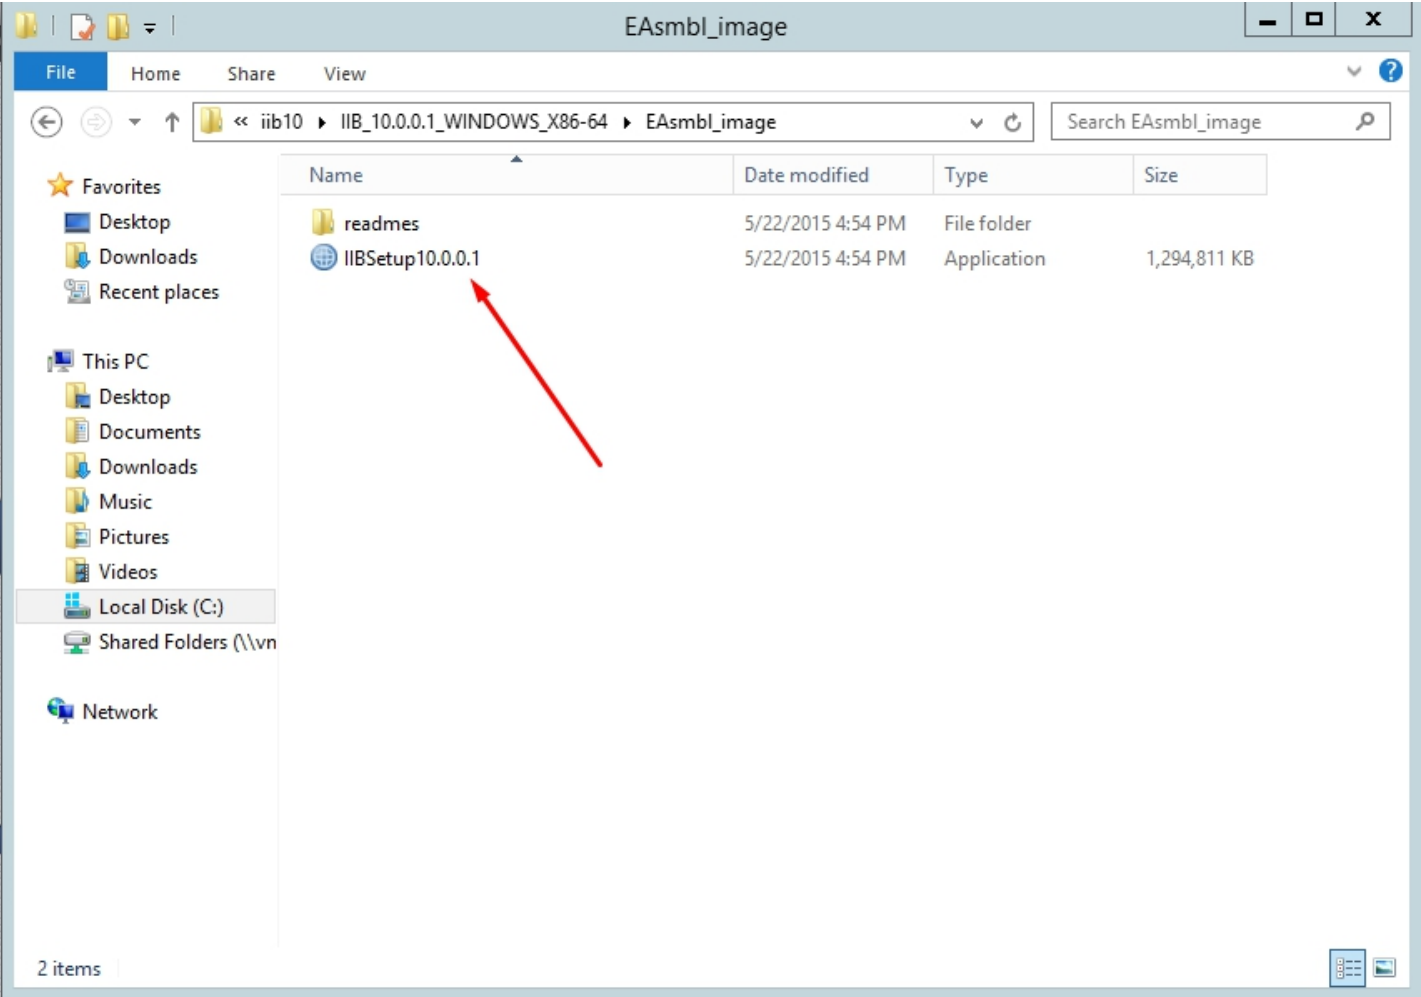 EAsmbl_image
File Home Share View
« iib10 IIB_10.0.0.1_WINDOWS_X86-64 EAsmbl_image
Search EAsmbl_image
Name Date modified Type Size
readmes 5/22/2015 4:54 PM File folder
IIBSetup10.0.0.1 5/22/2015 4:54 PM Application 1,294,811 KB
Favorites
Desktop
Downloads
Recent places
This PC
Desktop
Documents
Downloads
Music
Pictures
Videos
Local Disk (C:)
Shared Folders (\\vn
Network
2 items